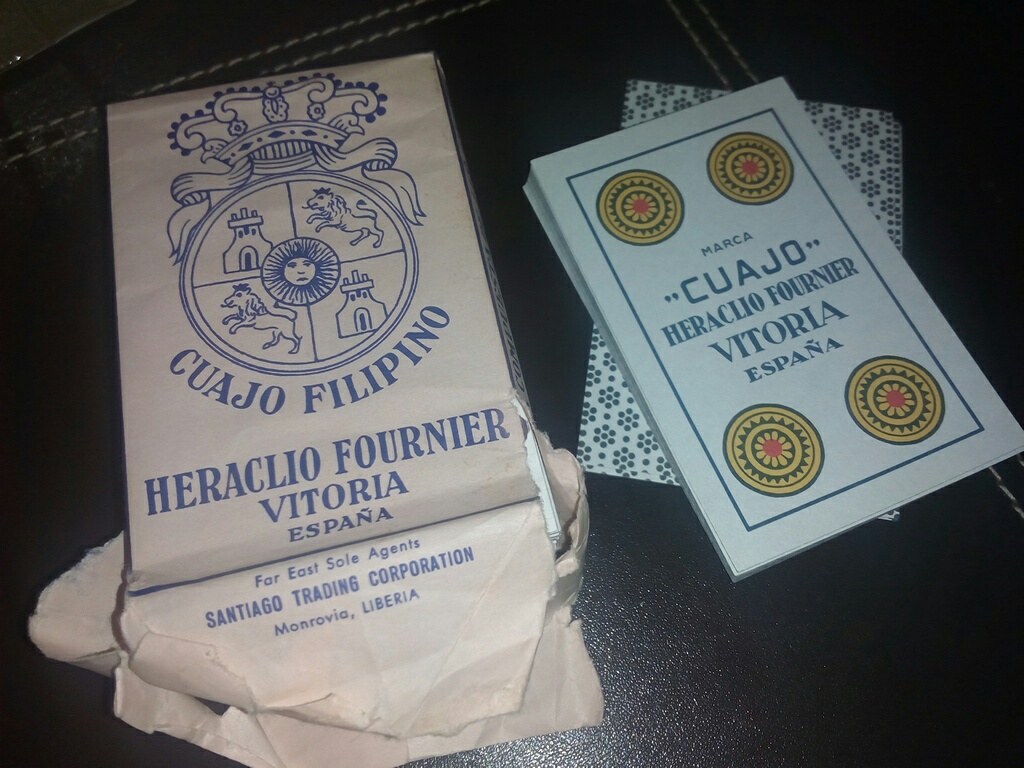 CUAJO FILIPINO
HERACLIO FOURNIER
VITORIA
ESPAÑA
Far East Sole Agents
SANTIAGO TRADING CORPORATION
Monrovia, LIBERIA
MARCA
"CUAJO"
HERACLIO FOURNIER
VITORIA
ESPAÑA